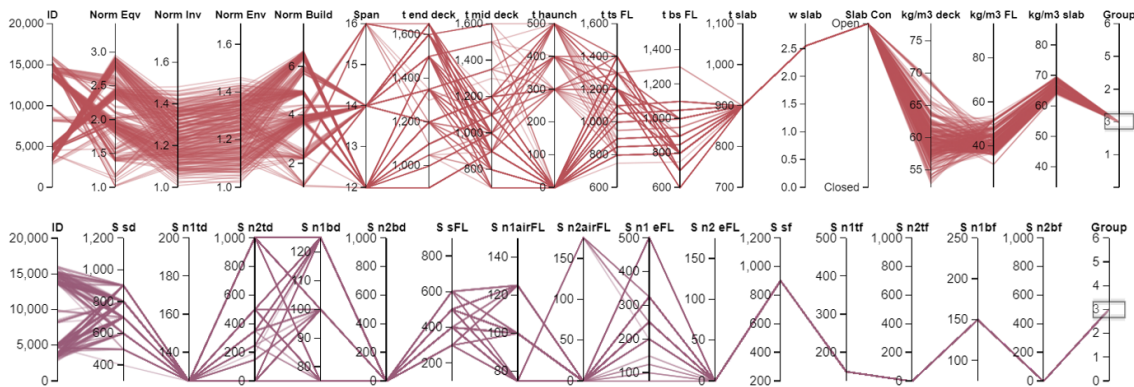 ID Norm Eqv Norm Inv Norm Env Norm Build Span t end deck t mid deck t haunch t ts FL t bs FL t slab w slab Slab Con kg/m3 deck kg/m3 FL kg/m3 slab Group
20,000 16 1,600 500 1,600 1,100 Open 6
3.0 1.6 1,600 1,400 80 5
15,000 1.6 6 75 80
2.5 400 1,400 2.5
1,400 1,400 1,000 70 2
10,000 1.4 1.4 1,200 2.0 70
2.0 14 300 1,200 900 65 60 3
1,200 1,000 1.5 60
5,000 1.2 1.2 200 1,000 1,000 60
1.5 2 1,000 800 1.0 50
100 800 800 55 40 1
800 0.5 40
0 1.0 1.0 1.0 12 0 600 600 700 0.0 Closed
ID S sd S n1td S n2td S n1bd S n2bd S sFL S n1airFL S n2airFL S n1 eFL S n2 eFL S sf S n1tf S n2tf S n1bf S n2bf Group
20,000 1,200 200 1,000 1,000 150 500 1,000 1,200 500 1,000 250 1,000 6
15,000 1,000 180 800 120 800 800 140 400 800 1,000 400 800 800 5
10,000 800 160 600 600 600 120 100 300 600 800 300 600 200 600 4
100 3
5,000 600 140 400 90 400 400 100 50 200 400 600 200 400 150 400 2
400 200 80 200 200 80 100 200 400 200 100 200 1
0 0 0 0 0 0 200 0 0 0